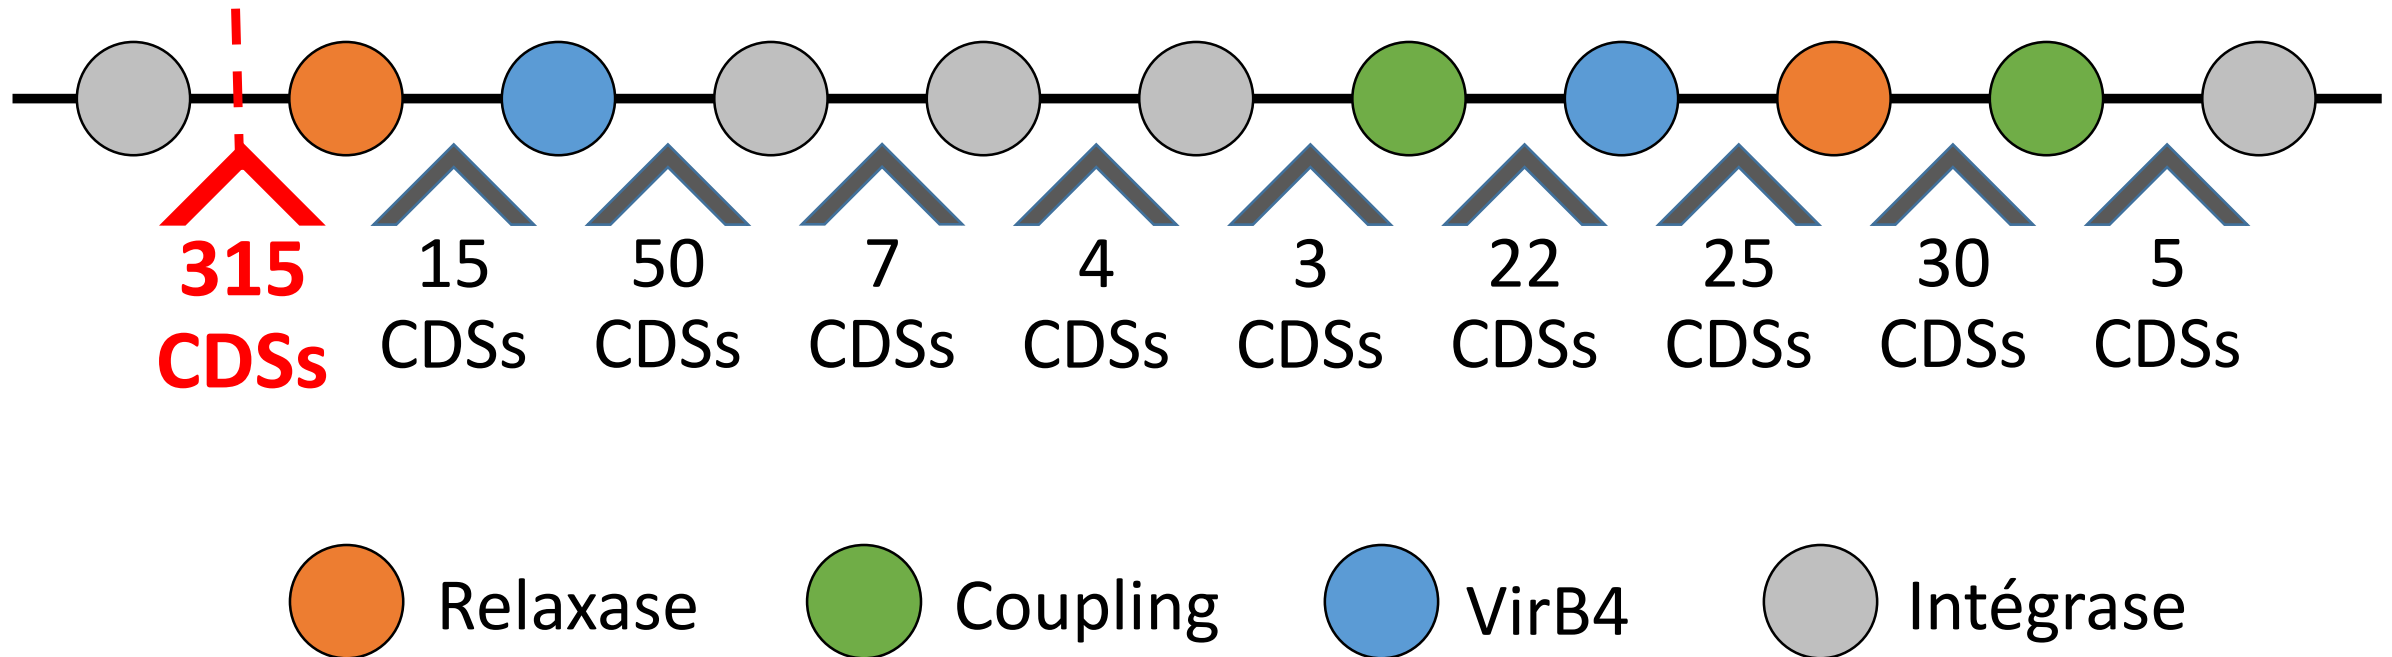 315 15 50 7 4 3 22 25 30 5
CDSs CDSs CDSs CDSs CDSs CDSs CDSs CDSs CDSs CDSs
Relaxase Coupling VirB4 Intégrase